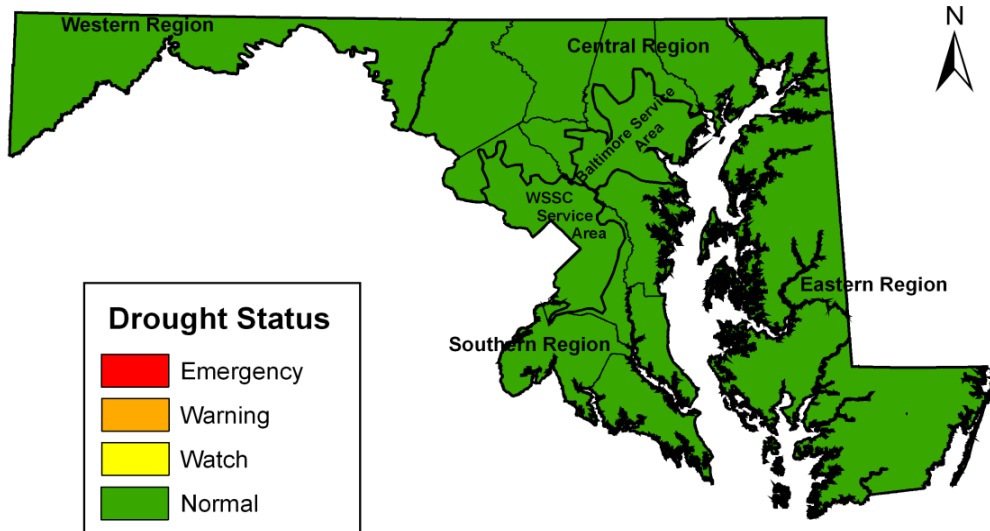 Western Region
Central Region
N
Baltimore Service
Area
WSSC
Service
Area
Eastern Region
Southern Region
Drought Status
Emergency
Warning
Watch
Normal